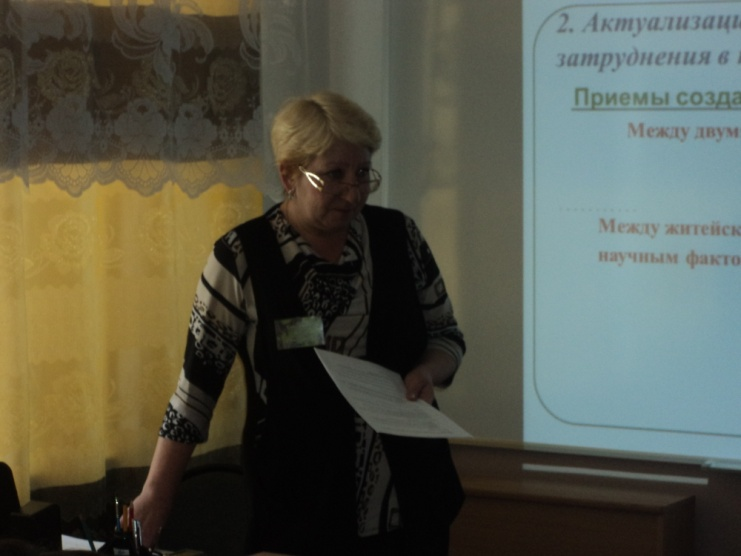 2. Актуализаци
затруднения в
Приемы созда
Между двум
Между житейск
научным факто